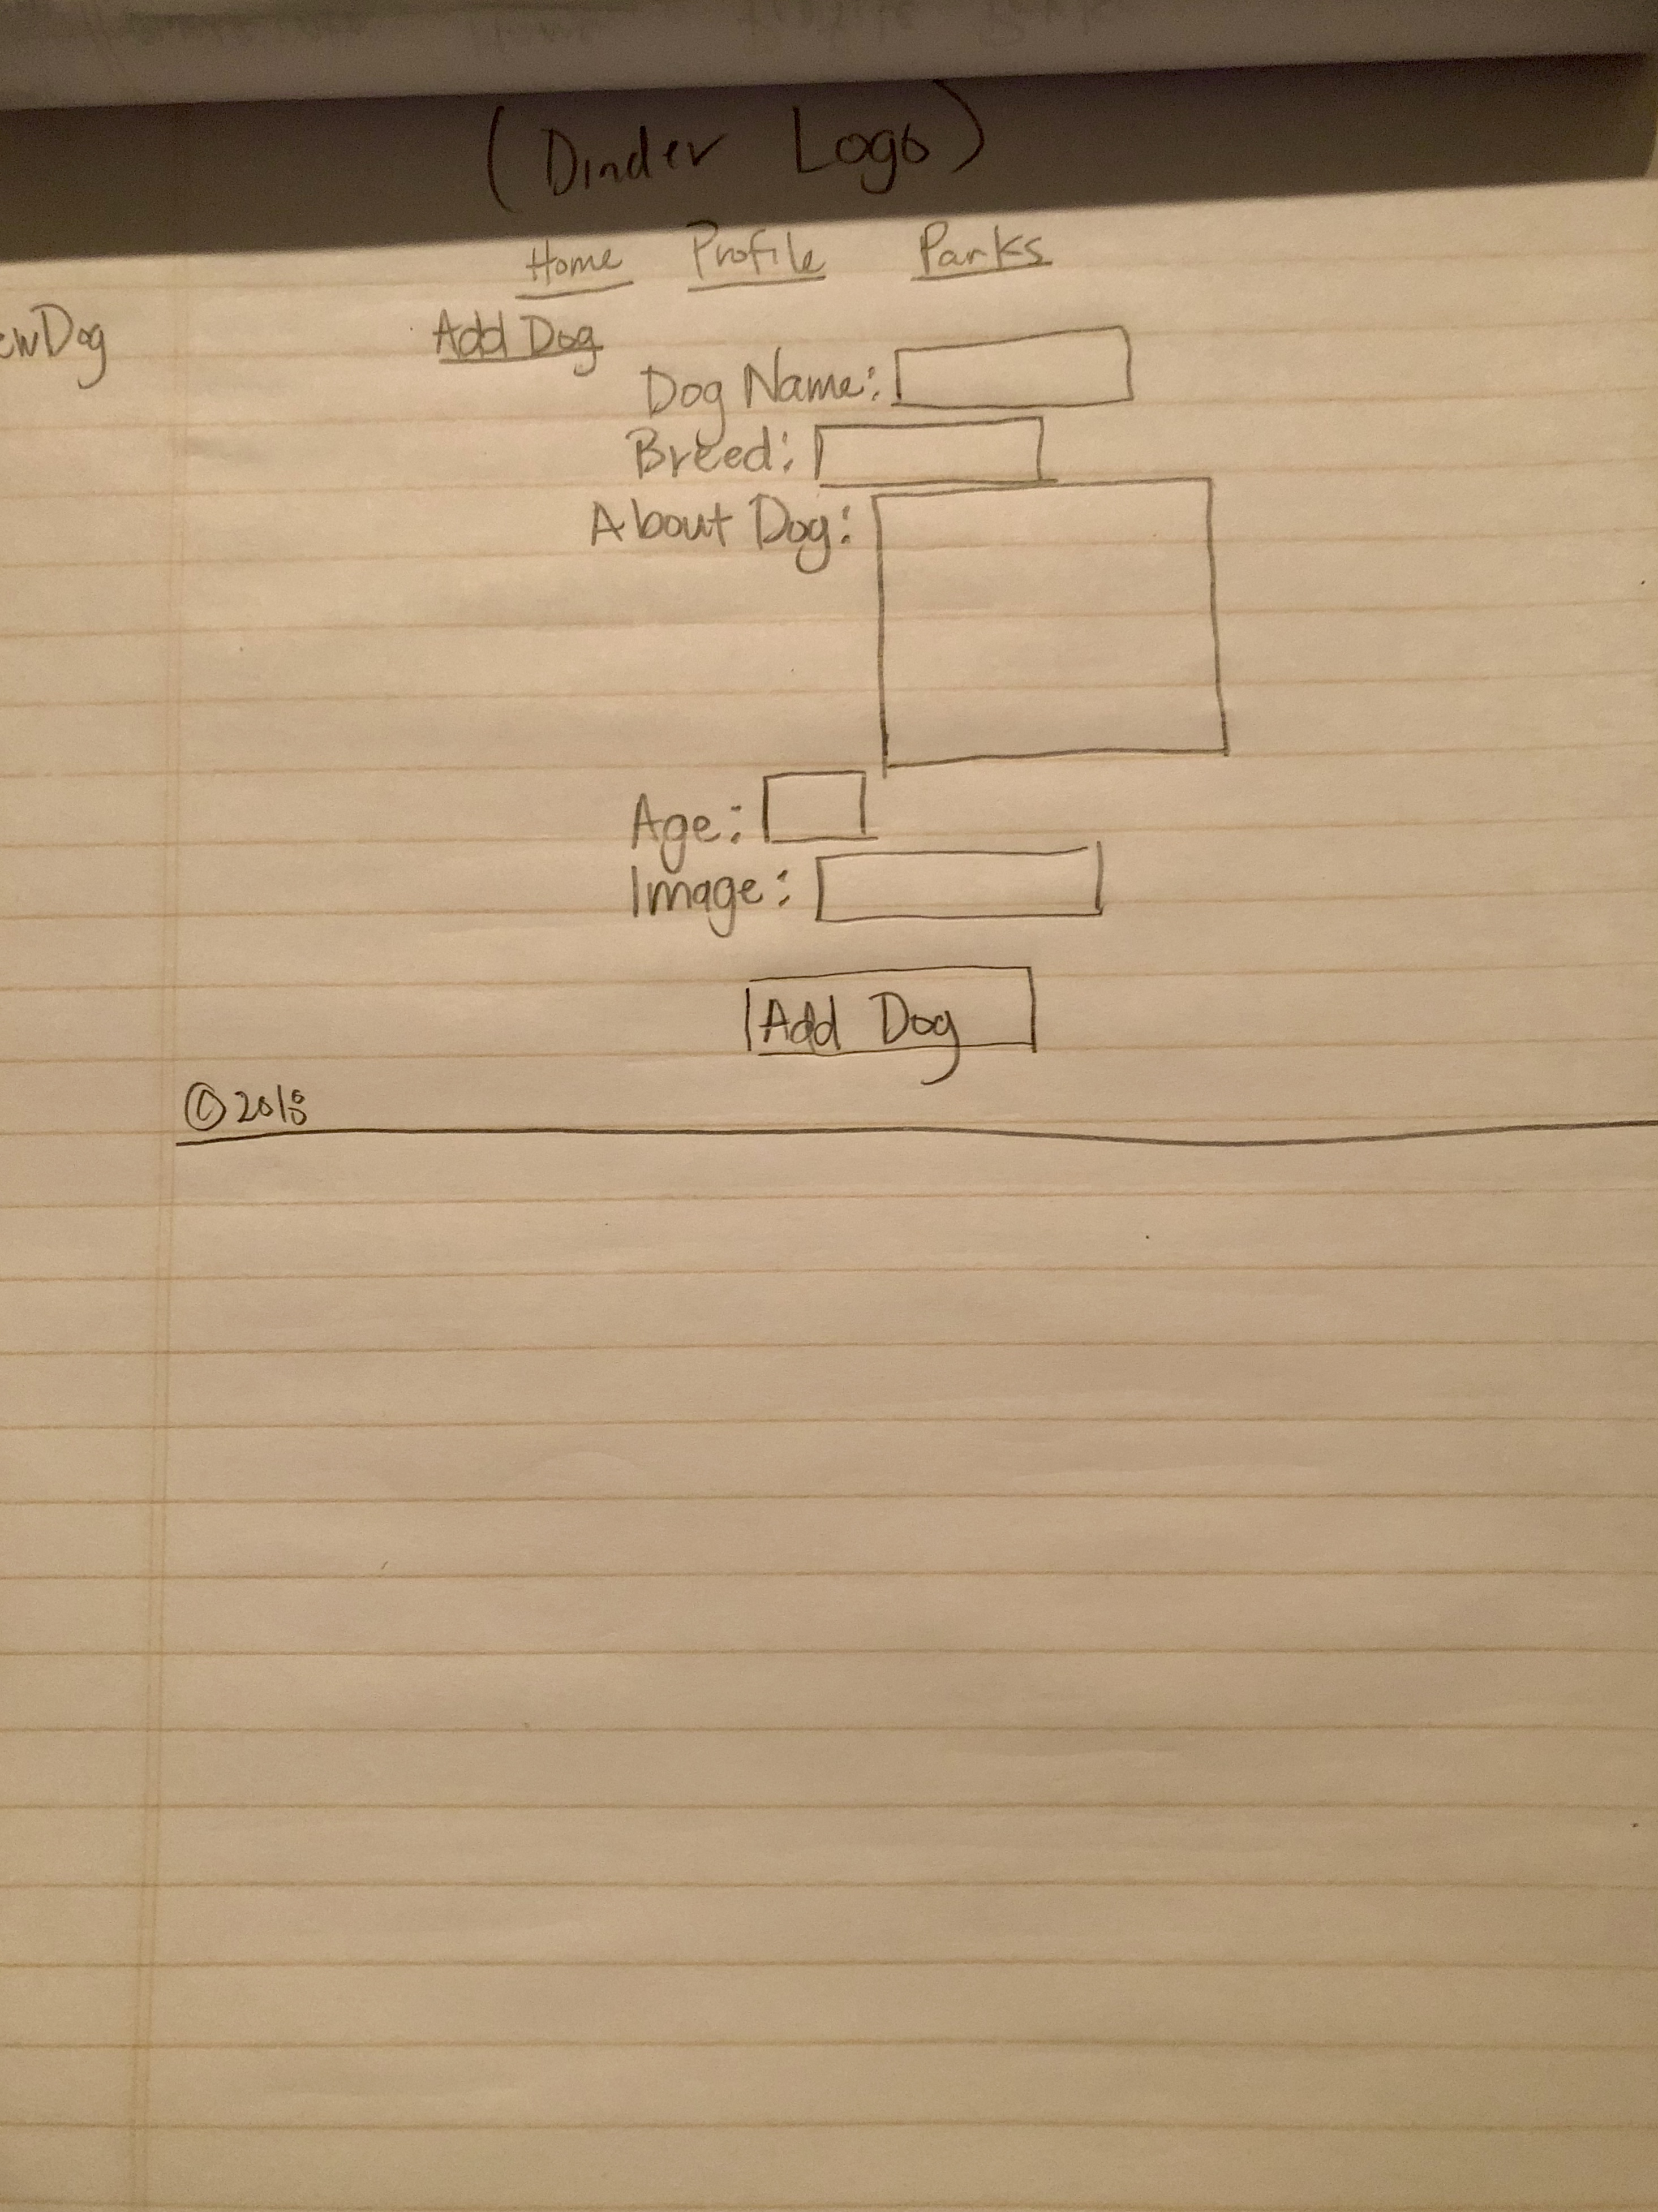 (Dinder Logo)
Home Profile Parks
ewDog
Add Dog
Dog Name:
Breed:
About Dog:
Age:
Image:
Add Dog
©2018